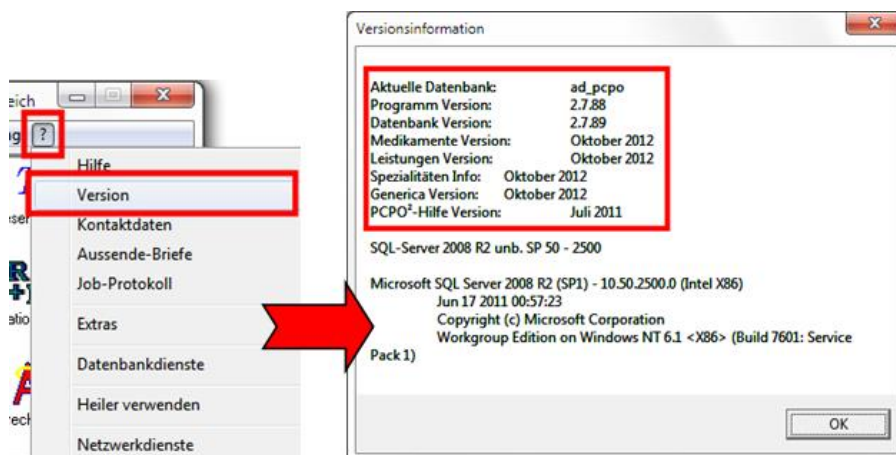 eich
?
Hilfe
Version
Kontaktdaten
Aussende-Briefe
Job-Protokoll
Extras
Datenbankdienste
Heiler verwenden
Netzwerkdienste
Versionsinformation
Aktuelle Datenbank: ad_pcpo
Programm Version: 2.7.88
Datenbank Version: 2.7.89
Medikamente Version: Oktober 2012
Leistungen Version: Oktober 2012
Spezialitäten Info: Oktober 2012
Generica Version: Oktober 2012
PCPO²-Hilfe Version: Juli 2011
SQL-Server 2008 R2 unb. SP 50 - 2500
Microsoft SQL Server 2008 R2 (SP1) - 10.50.2500.0 (Intel X86)
Jun 17 2011 00:57:23
Copyright (c) Microsoft Corporation
Workgroup Edition on Windows NT 6.1 <X86> (Build 7601: Service
Pack 1)
OK